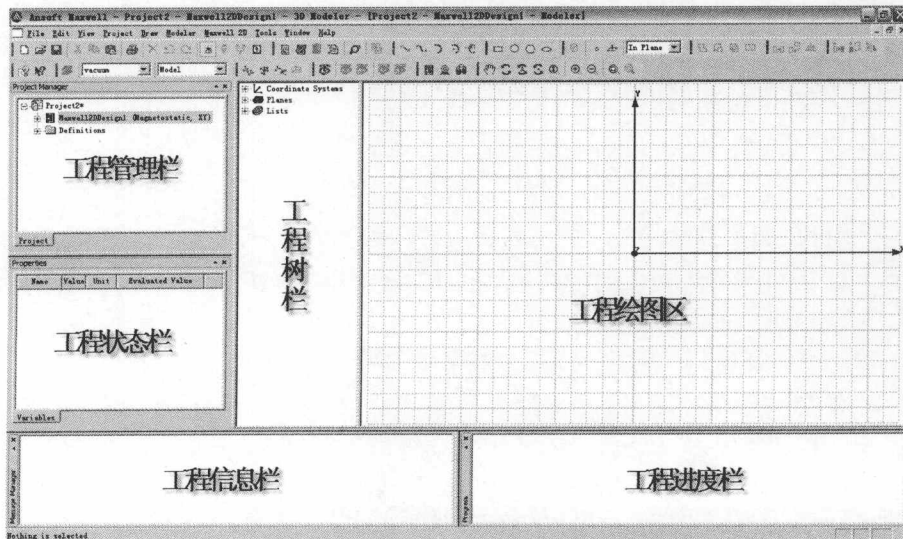 Ansoft Maxwell - Project2 - Maxwell2DDesign1 - 3D Modeler - [Project2 - Maxwell2DDesign1 - Modeler]
File Edit View Project Draw Modeler Maxwell 2D Tools Window Help
In Plane
vacuum Model
Project Manager
Project2*
Maxwell2DDesign1 (Magnetostatic, XY)
Definitions
工程管理栏
Project
Properties
Name Value Unit Evaluated Value
工程状态栏
Variables
Coordinate Systems
Planes
Lists
工程树栏
Y
X
Z
工程绘图区
Message Manager
工程信息栏
Progress
工程进度栏
Nothing is selected